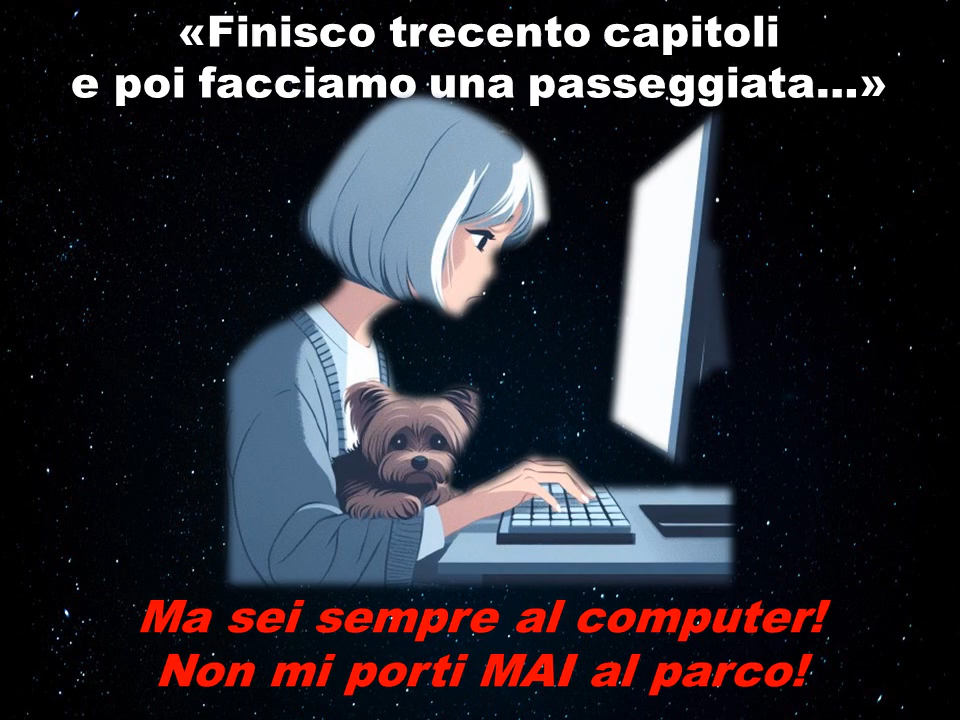 «Finisco trecento capitoli
e poi facciamo una passeggiata...»
Ma sei sempre al computer!
Non mi porti MAI al parco!